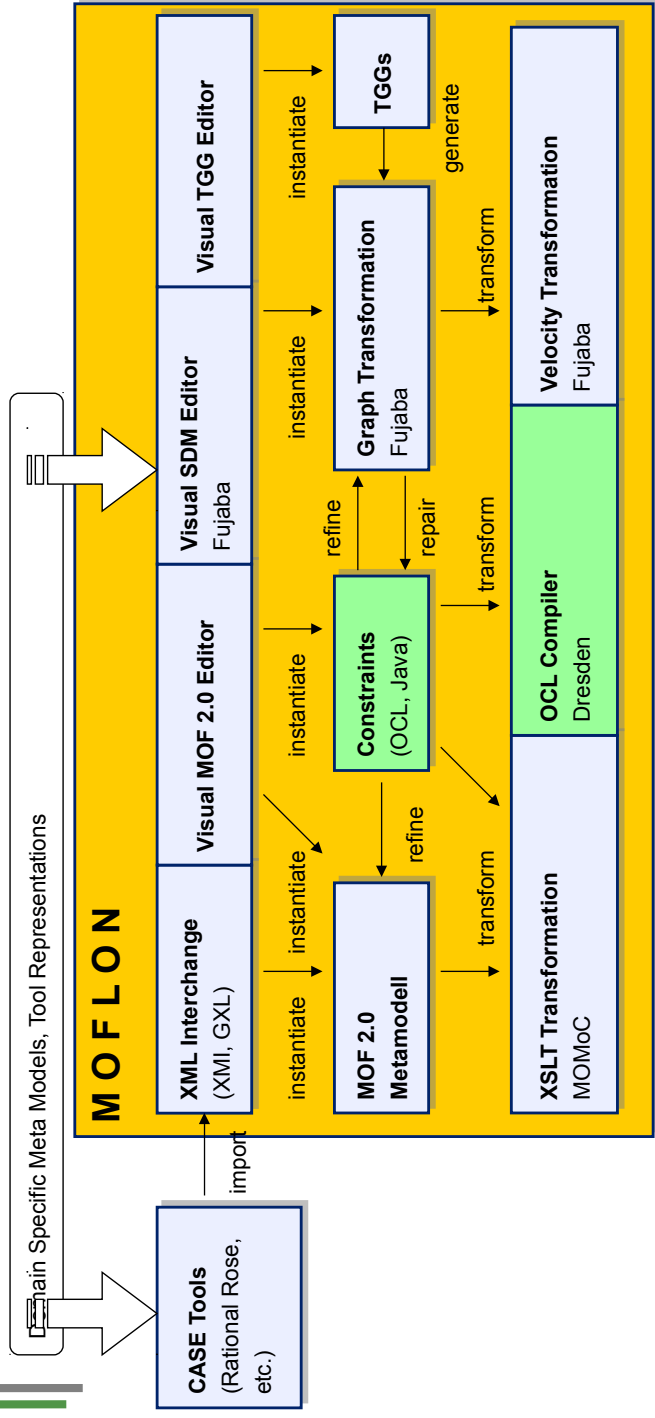 Domain Specific Meta Models, Tool Representations
MOFLON
CASE Tools
(Rational Rose,
etc.)
import
XML Interchange
(XMI, GXL)
Visual MOF 2.0 Editor
Visual SDM Editor
Fujaba
Visual TGG Editor
instantiate
instantiate
instantiate
instantiate
instantiate
MOF 2.0
Metamodell
refine
Constraints
(OCL, Java)
refine
repair
Graph Transformation
Fujaba
TGGs
generate
transform
transform
transform
XSLT Transformation
MOMoC
OCL Compiler
Dresden
Velocity Transformation
Fujaba